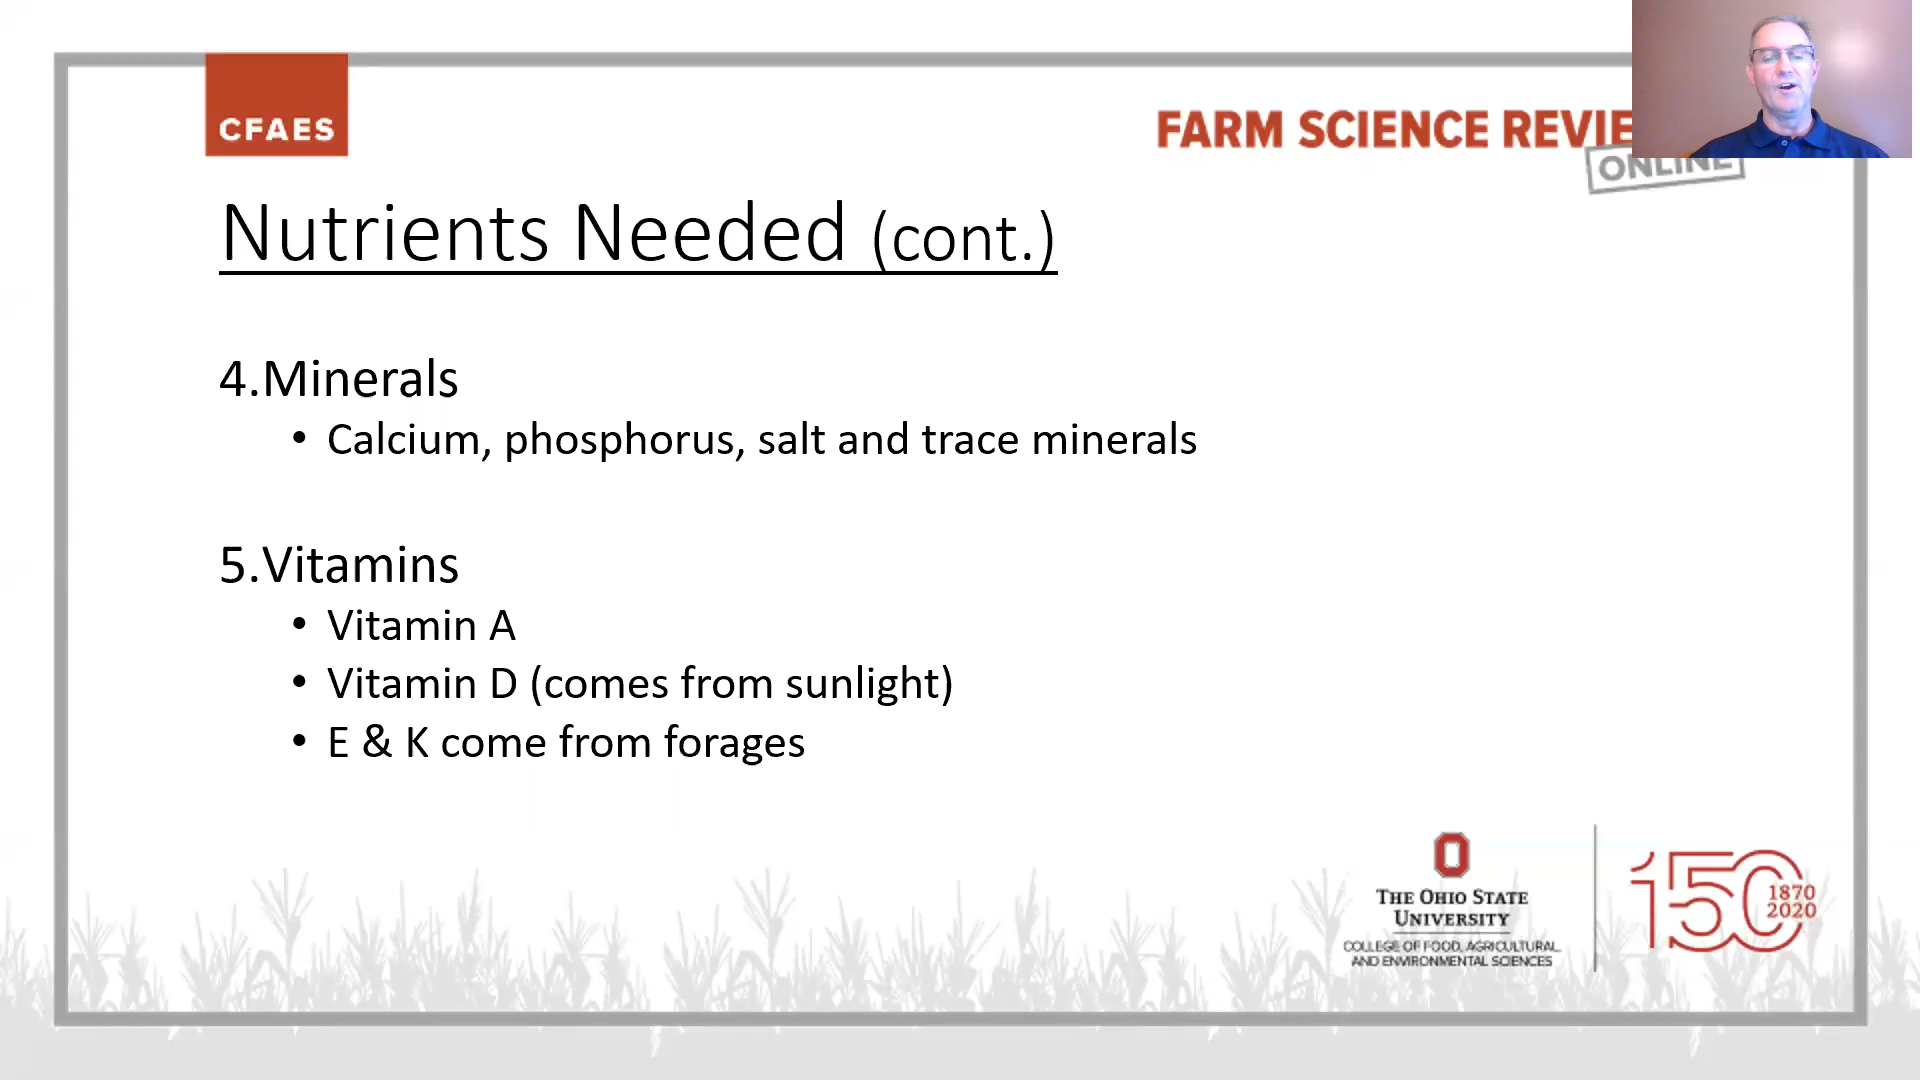 CFAES
FARM SCIENCE REVIE
ONLINE
Nutrients Needed (cont.)
4.Minerals
• Calcium, phosphorus, salt and trace minerals
5.Vitamins
• Vitamin A
• Vitamin D (comes from sunlight)
• E & K come from forages
THE OHIO STATE
UNIVERSITY
COLLEGE OF FOOD, AGRICULTURAL,
AND ENVIRONMENTAL SCIENCES
150
1870
2020